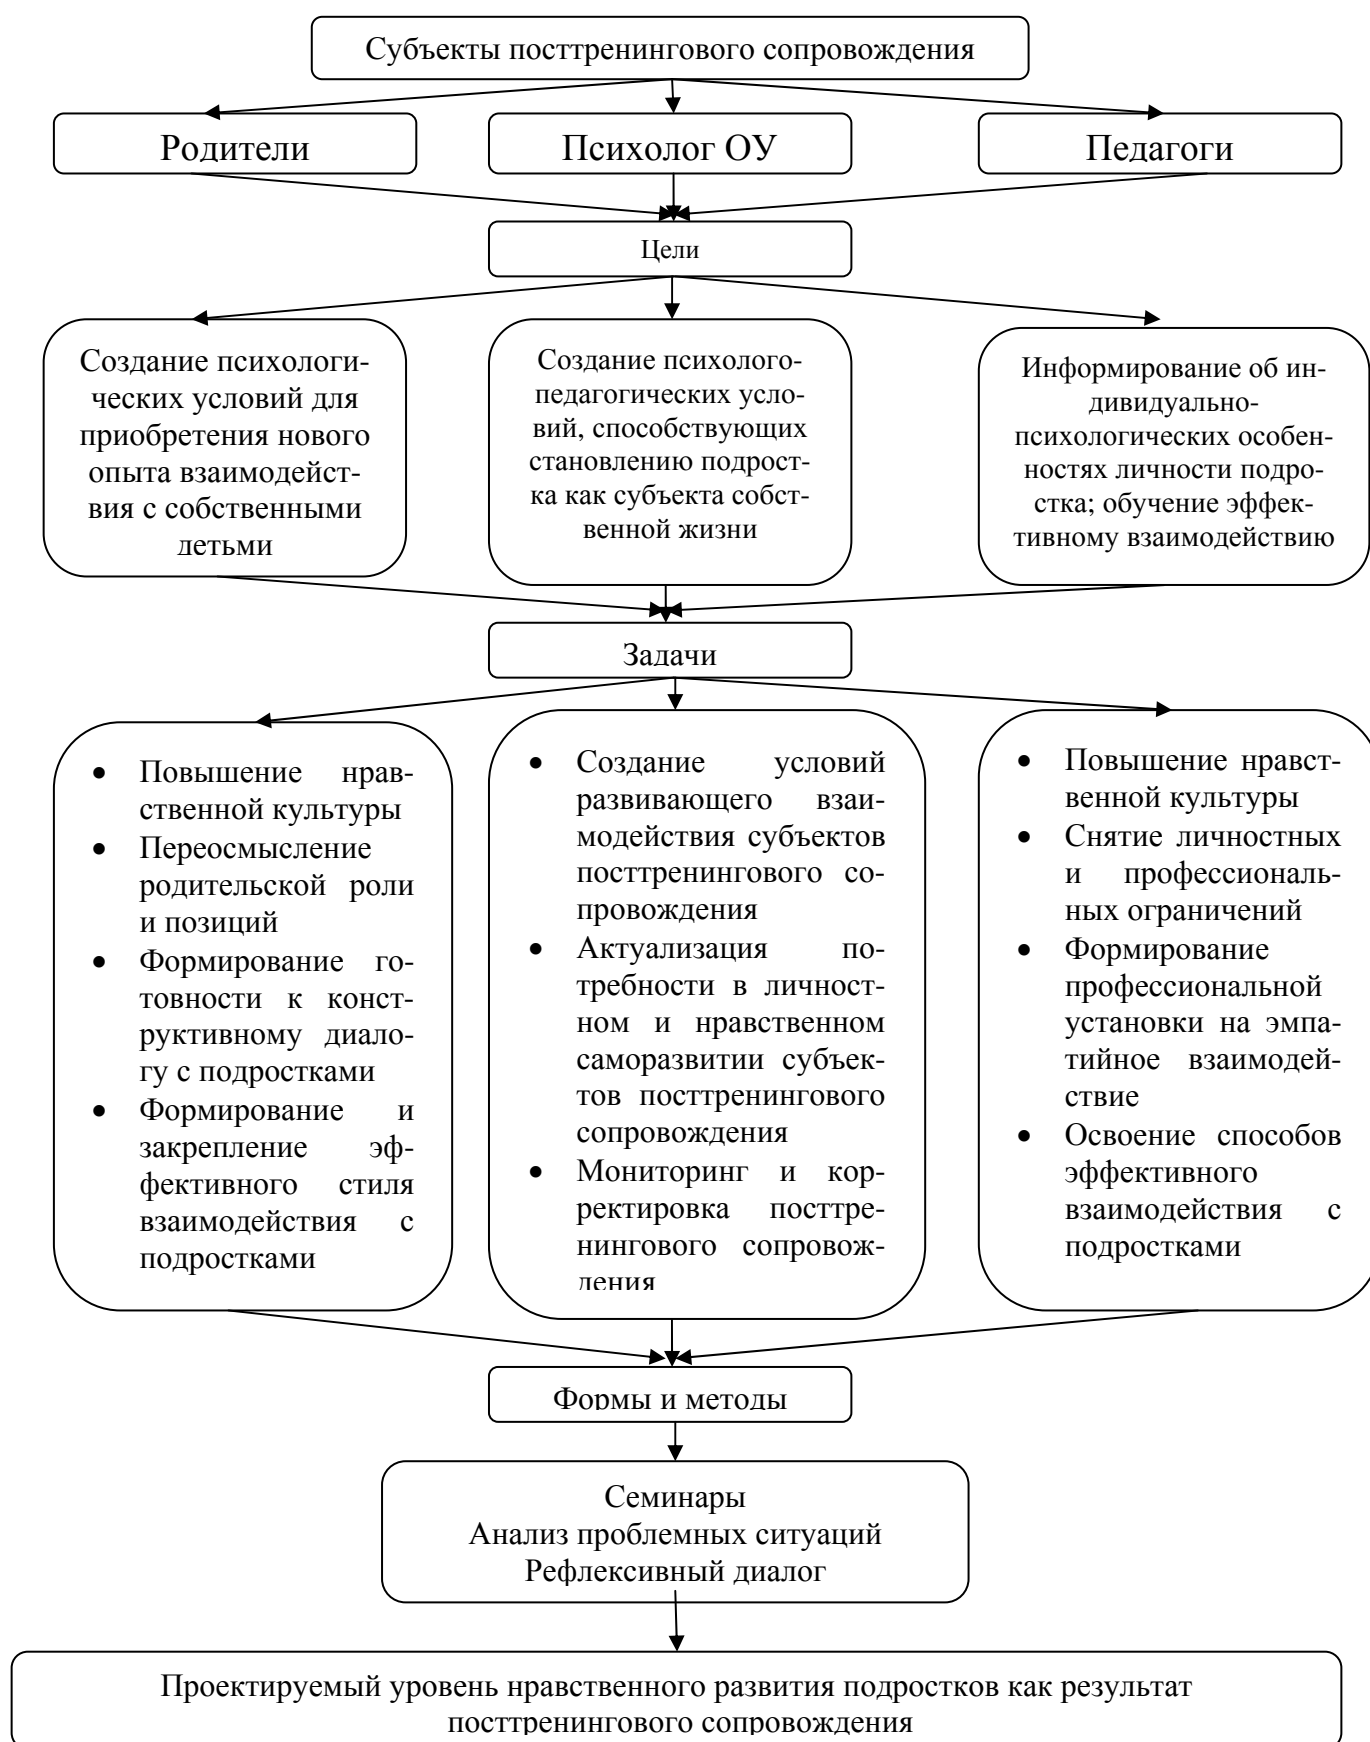 Субъекты посттренингового сопровождения
Родители
Психолог ОУ
Педагоги
Цели
Создание психологи-
ческих условий для
приобретения нового
опыта взаимодейст-
вия с собственными
детьми
Создание психолого-
педагогических усло-
вий, способствующих
становлению подрост-
ка как субъекта собст-
венной жизни
Информирование об ин-
дивидуально-
психологических особен-
ностях личности подро-
стка; обучение эффек-
тивному взаимодействию
Задачи
• Повышение нрав-
ственной культуры
• Переосмысление
родительской роли
и позиций
• Формирование го-
товности к конст-
руктивному диало-
гу с подростками
• Формирование и
закрепление эф-
фективного стиля
взаимодействия с
подростками
• Создание условий
развивающего взаи-
модействия субъектов
посттренингового со-
провождения
• Актуализация по-
требности в личност-
ном и нравственном
саморазвитии субъек-
тов посттренингового
сопровождения
• Мониторинг и кор-
ректировка посттре-
нингового сопровож-
дения
• Повышение нравст-
венной культуры
• Снятие личностных
и профессиональ-
ных ограничений
• Формирование
профессиональной
установки на эмпа-
тийное взаимодей-
ствие
• Освоение способов
эффективного
взаимодействия с
подростками
Формы и методы
Семинары
Анализ проблемных ситуаций
Рефлексивный диалог
Проектируемый уровень нравственного развития подростков как результат
посттренингового сопровождения